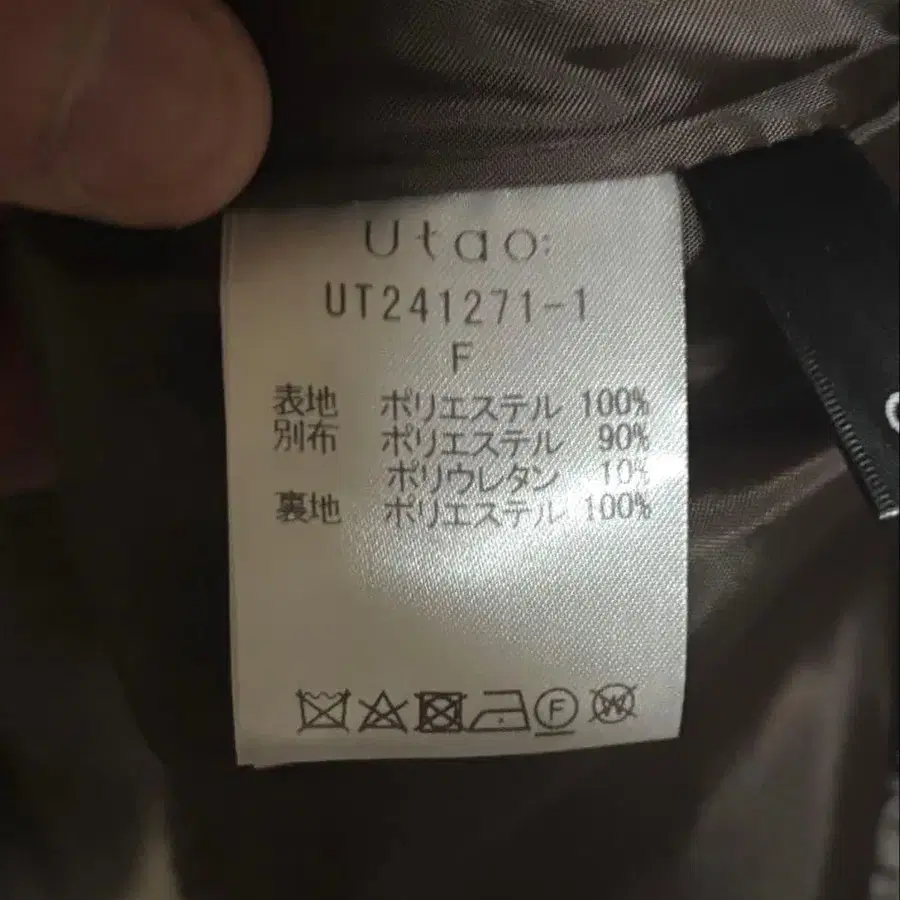 Utao:
UT241271-1
F
表地 ポリエステル 100%
別布 ポリエステル 90%
ポリウレタン 10%
裏地 ポリエステル 100%
F W